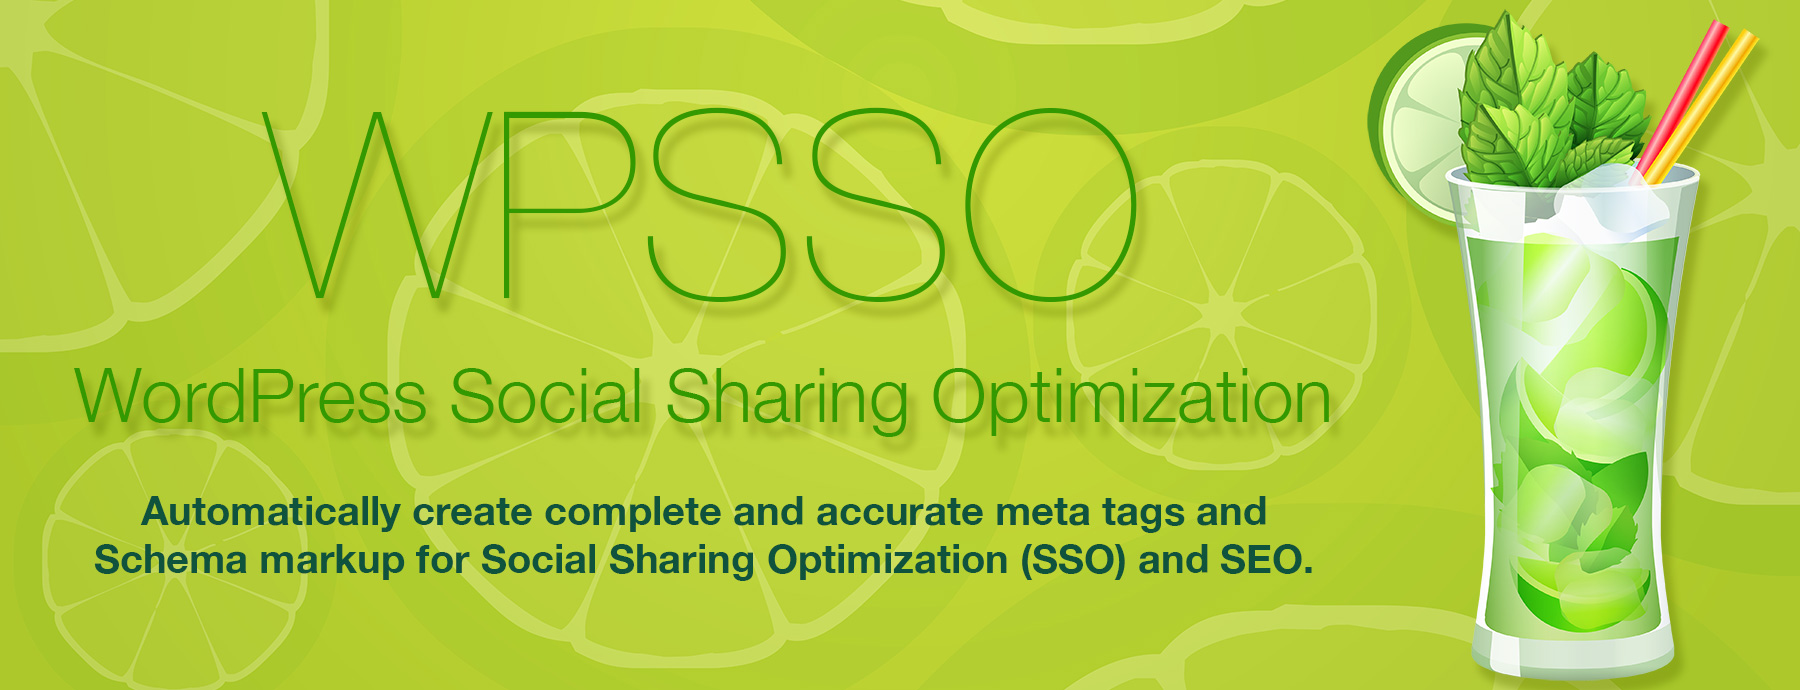 WPSSO
WordPress Social Sharing Optimization
Automatically create complete and accurate meta tags and
Schema markup for Social Sharing Optimization (SSO) and SEO.